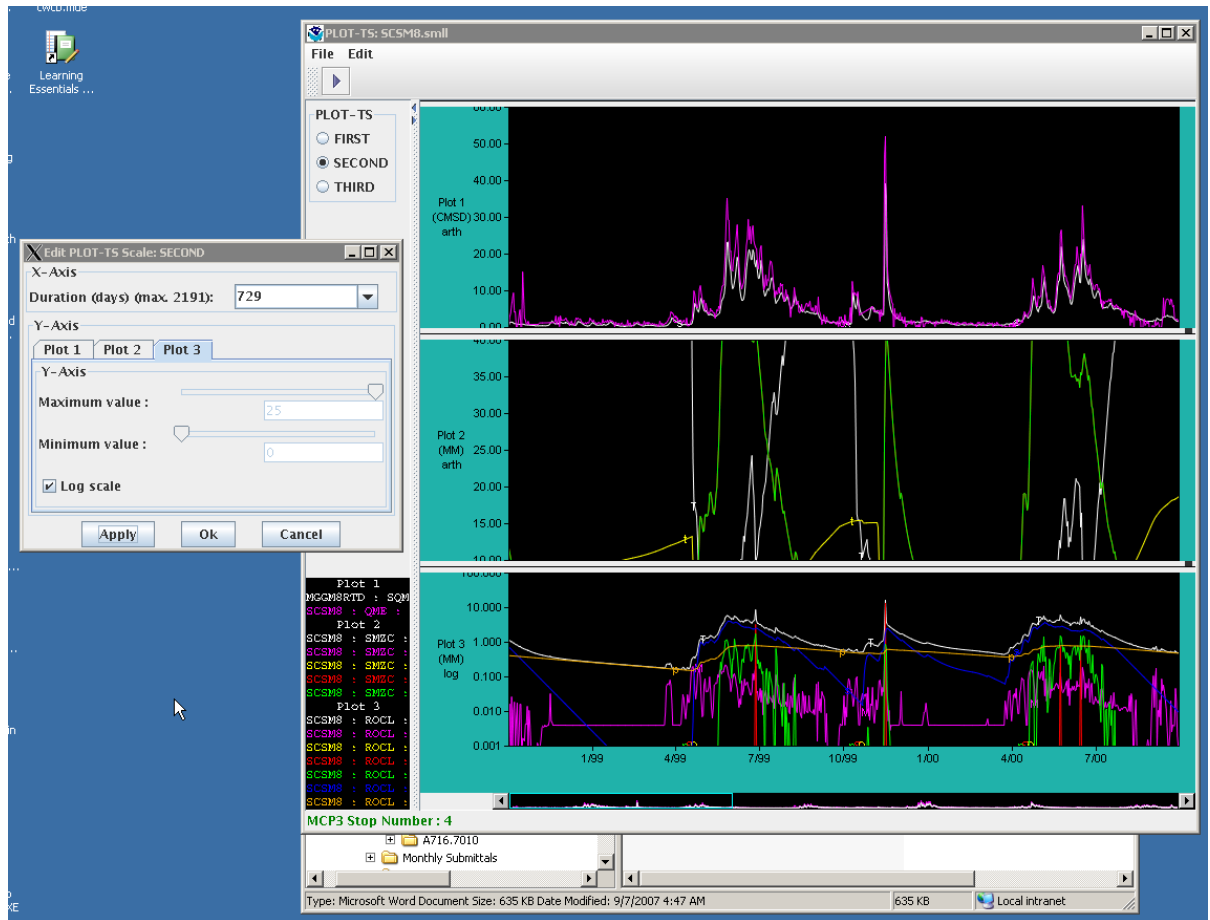 cwcb.mde
Learning
Essentials ...
PLOT-TS: SCSM8.smll
File Edit
PLOT-TS
FIRST
SECOND
THIRD
60.00
50.00
40.00
Plot 1
(CMSD) 30.00
arth
20.00
10.00
0.00
Edit PLOT-TS Scale: SECOND
X-Axis
Duration (days) (max. 2191): 729
Y-Axis
Plot 1 Plot 2 Plot 3
Y-Axis
Maximum value :
25
Minimum value :
0
Log scale
Apply Ok Cancel
40.00
35.00
30.00
Plot 2
(MM) 25.00
arth
20.00
15.00
10.00
Plot 1
MGGM8RTD : SQM
SCSM8 : QME :
Plot 2
SCSM8 : SMZC :
SCSM8 : SMZC :
SCSM8 : SMZC :
SCSM8 : SMZC :
SCSM8 : SMZC :
Plot 3
SCSM8 : ROCL :
SCSM8 : ROCL :
SCSM8 : ROCL :
SCSM8 : ROCL :
SCSM8 : ROCL :
SCSM8 : ROCL :
SCSM8 : ROCL :
100.000
10.000
Plot 3 1.000
(MM)
log
0.100
0.010
0.001
1/99 4/99 7/99 10/99 1/00 4/00 7/00
MCP3 Stop Number : 4
A716.7010
Monthly Submittals
Type: Microsoft Word Document Size: 635 KB Date Modified: 9/7/2007 4:47 AM
635 KB
Local intranet